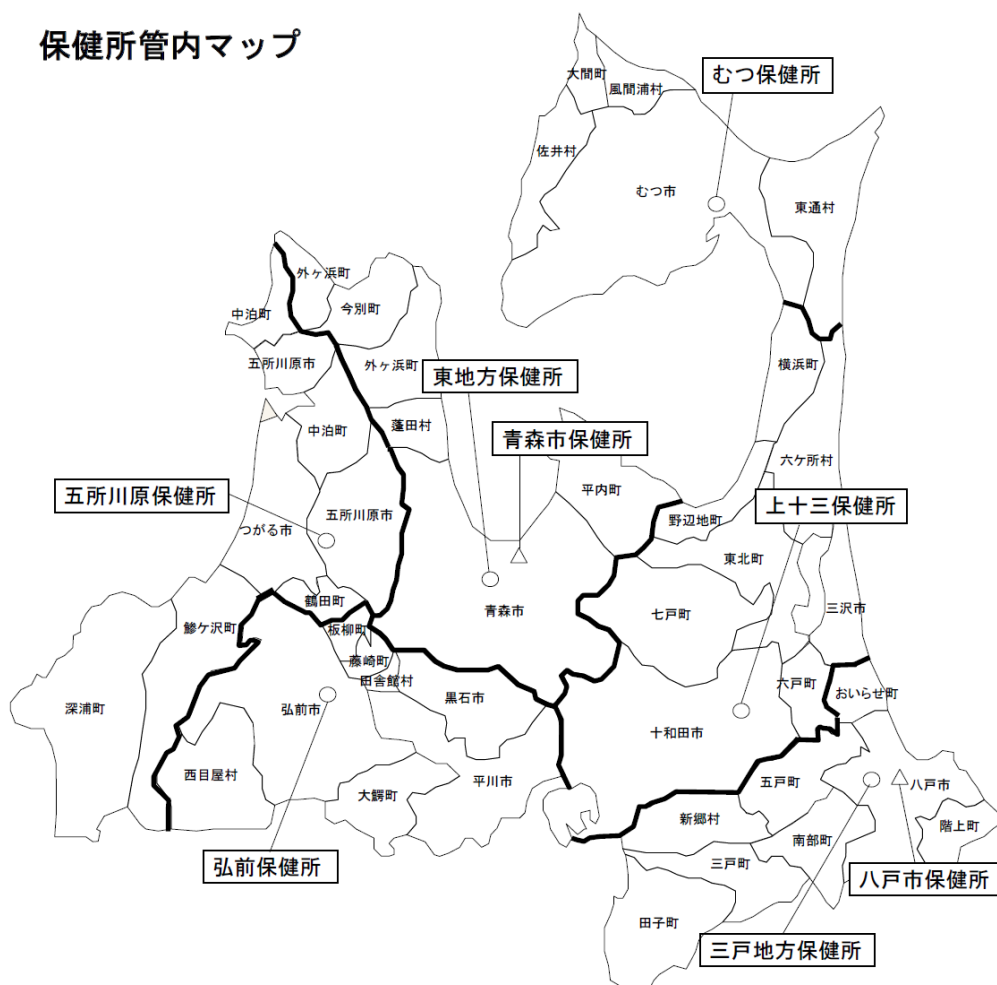 保健所管内マップ
むつ保健所
大間町
風間浦村
佐井村
むつ市
東通村
外ヶ浜町
今別町
中泊町
五所川原市
外ヶ浜町
横浜町
東地方保健所
中泊町
蓬田村
青森市保健所
六ケ所村
五所川原保健所
平内町
上十三保健所
五所川原市
つがる市
野辺地町
東北町
鶴田町
青森市
七戸町
三沢市
鰺ケ沢町
板柳町
藤崎町
田舎館村
六戸町
おいらせ町
深浦町
弘前市
黒石市
十和田市
西目屋村
大鰐町
平川市
五戸町
八戸市
新郷村
南部町
階上町
弘前保健所
三戸町
八戸市保健所
田子町
三戸地方保健所